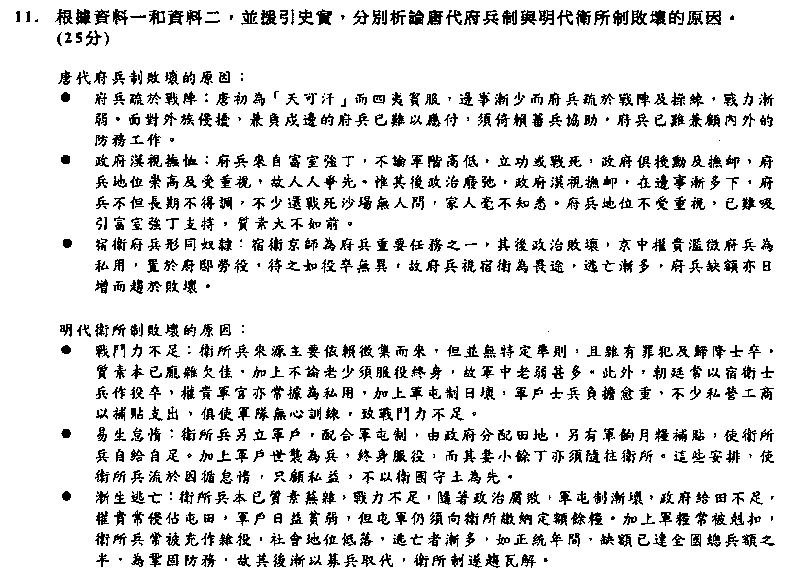 11. 根據資料一和資料二，並援引史實，分別析論唐代府兵制與明代衛所制敗壞的原因。
(25分)
唐代府兵制敗壞的原因：
● 府兵疏於戰陣：唐初為「天可汗」而四夷賓服，邊事漸少而府兵疏於戰陣及操練，戰力漸
弱。面對外族侵擾，兼負戍邊的府兵已難以應付，須倚賴蕃兵協助，府兵已難兼顧內外的
防務工作。
● 政府漠視撫恤：府兵來自富室強丁，不論軍階高低，立功或戰死，政府俱授勳及撫卹，府
兵地位崇高及受重視，故人人爭先。惟其後政治廢弛，政府漠視撫卹，在邊事漸多下，府
兵不但長期不得調，不少還戰死沙場無人問，家人毫不知悉。府兵地位不受重視，已難吸
引富室強丁支持，質素大不如前。
● 宿衛府兵形同奴隸：宿衛京師為府兵重要任務之一，其後政治敗壞，京中權貴濫徵府兵為
私用，置於府邸勞役，待之如役卒無異，故府兵視宿衛為畏途，逃亡漸多，府兵缺額亦日
增而趨於敗壞。
明代衛所制敗壞的原因：
● 戰鬥力不足：衛所兵來源主要依賴徵集而來，但並無特定準則，且雖有罪犯及歸降士卒，
質素本已龐雜欠佳，加上不論老少須服役終身，故軍中老弱甚多。此外，朝廷常以宿衛士
兵作役卒，權貴軍官亦常據為私用，加上軍屯制日壞，軍戶士兵負擔愈重，不少私營工商
以補貼支出，俱使軍隊無心訓練，致戰鬥力不足。
● 易生怠惰：衛所兵另立軍戶，配合軍屯制，由政府分配田地，另有軍餉月糧補貼，使衛所
兵自給自足。加上軍戶世襲為兵，終身服役，而其妻小餘丁亦須隨往衛所。這些安排，使
衛所兵流於因循怠惰，只顧私益，不以衛國守土為先。
● 漸生逃亡：衛所兵本已質素蕪雜，戰力不足，隨著政治腐敗，軍屯制漸壞，政府給田不足，
權貴常侵佔屯田，軍戶日益貧弱，但屯軍仍須向衛所繳納定額餘糧。加上軍糧常被剋扣，
衛所兵常被充作雜役，社會地位低落，逃亡者漸多，如正統年間，缺額已達全國總兵額之
半。為鞏固防務，故其後漸以募兵取代，衛所制遂趨瓦解。